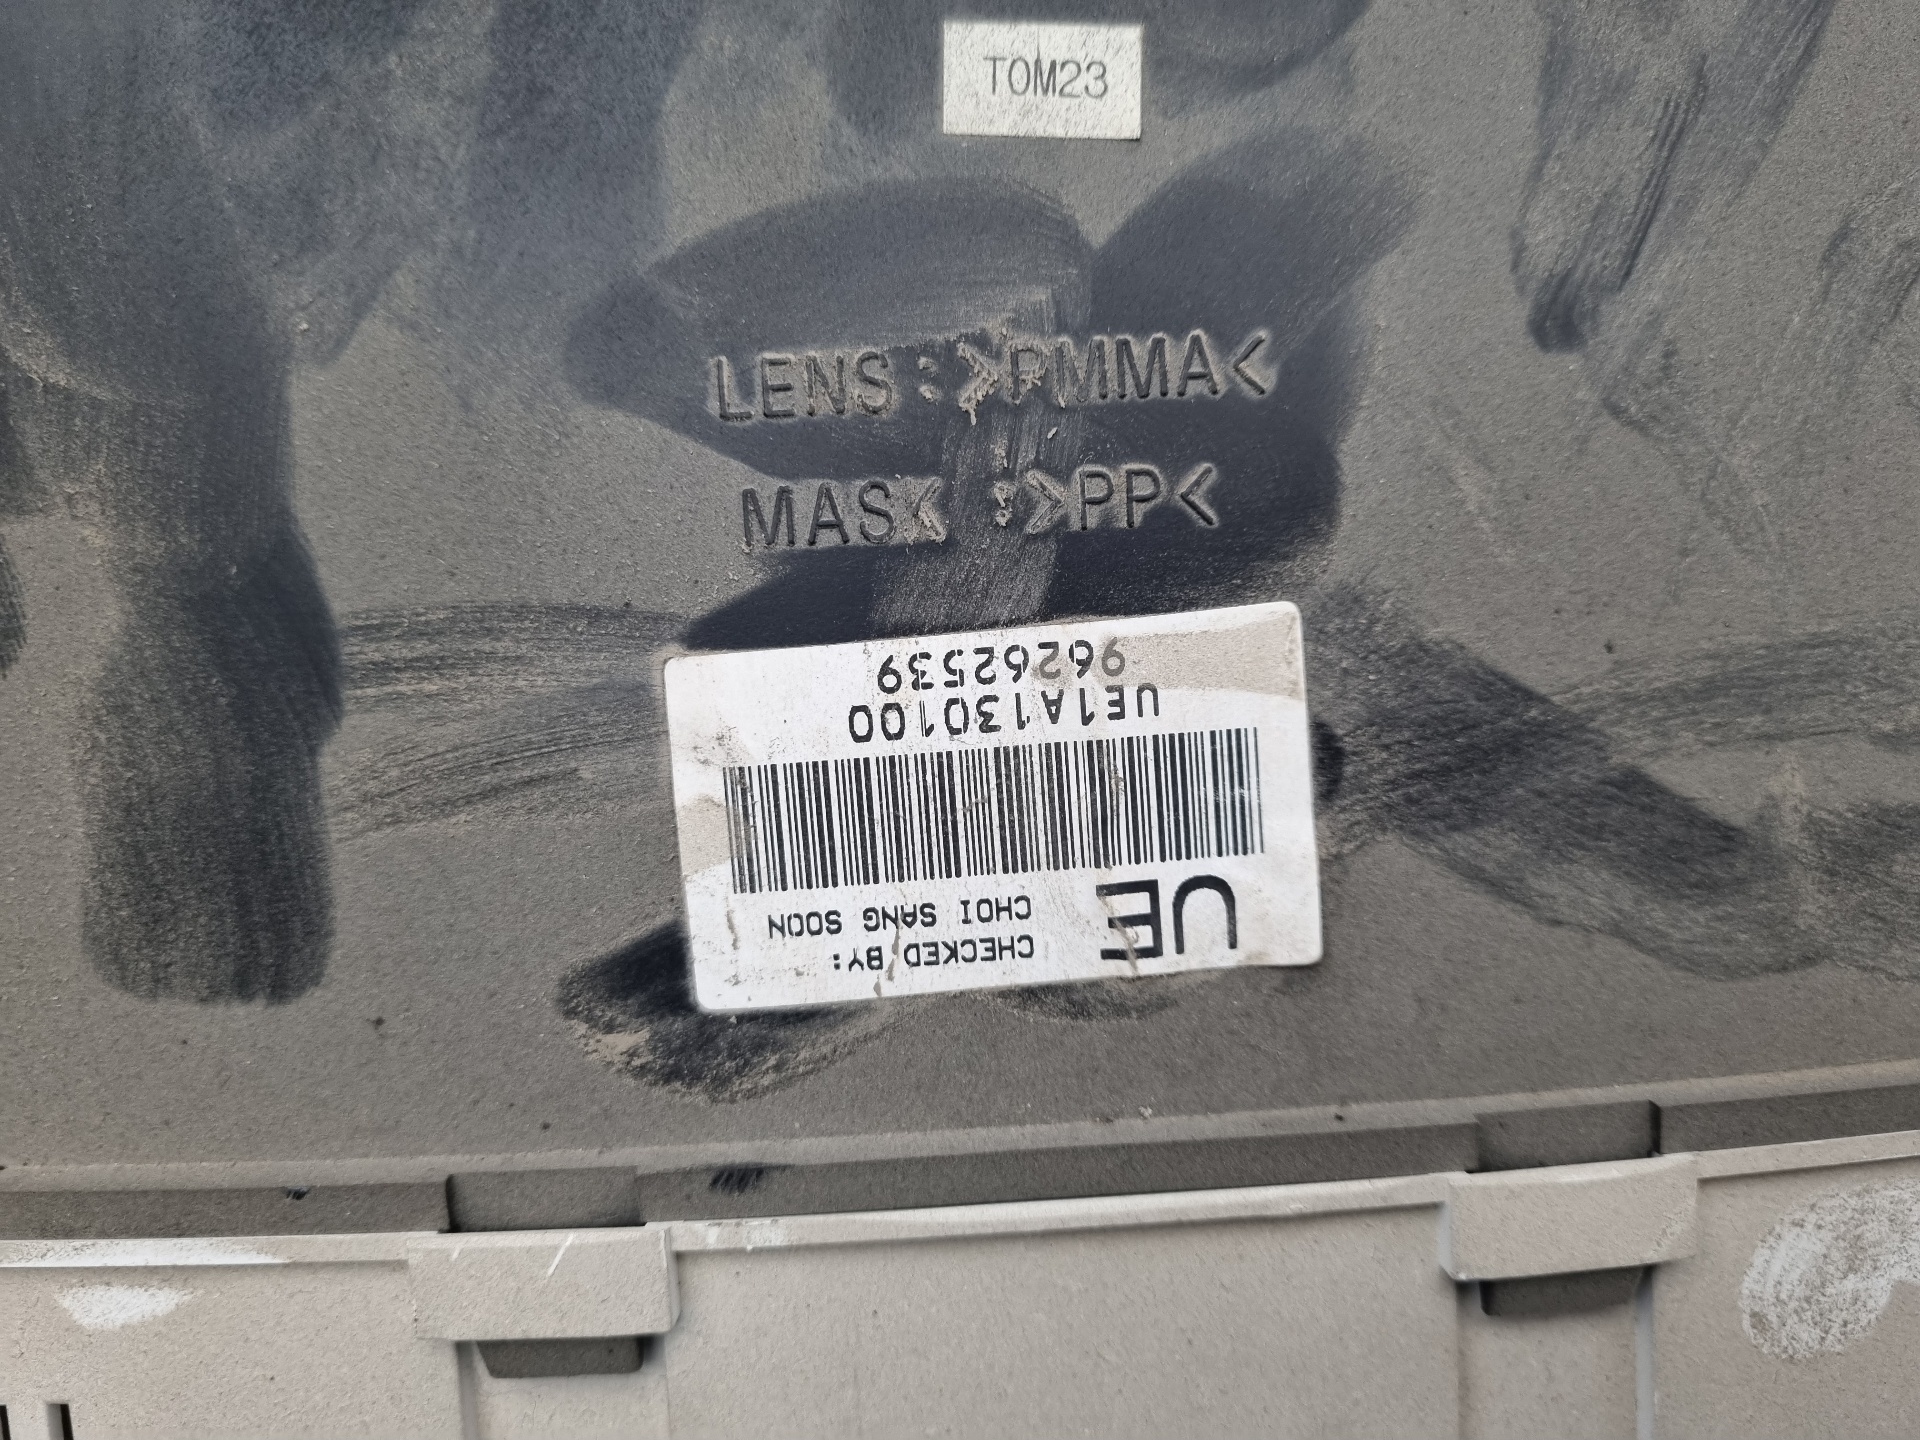 TOM23
LENS:>PMMA<
MASK :>PP<
UE
CHECKED BY:
CHOI SANG SOON
UE1A130100
96262539